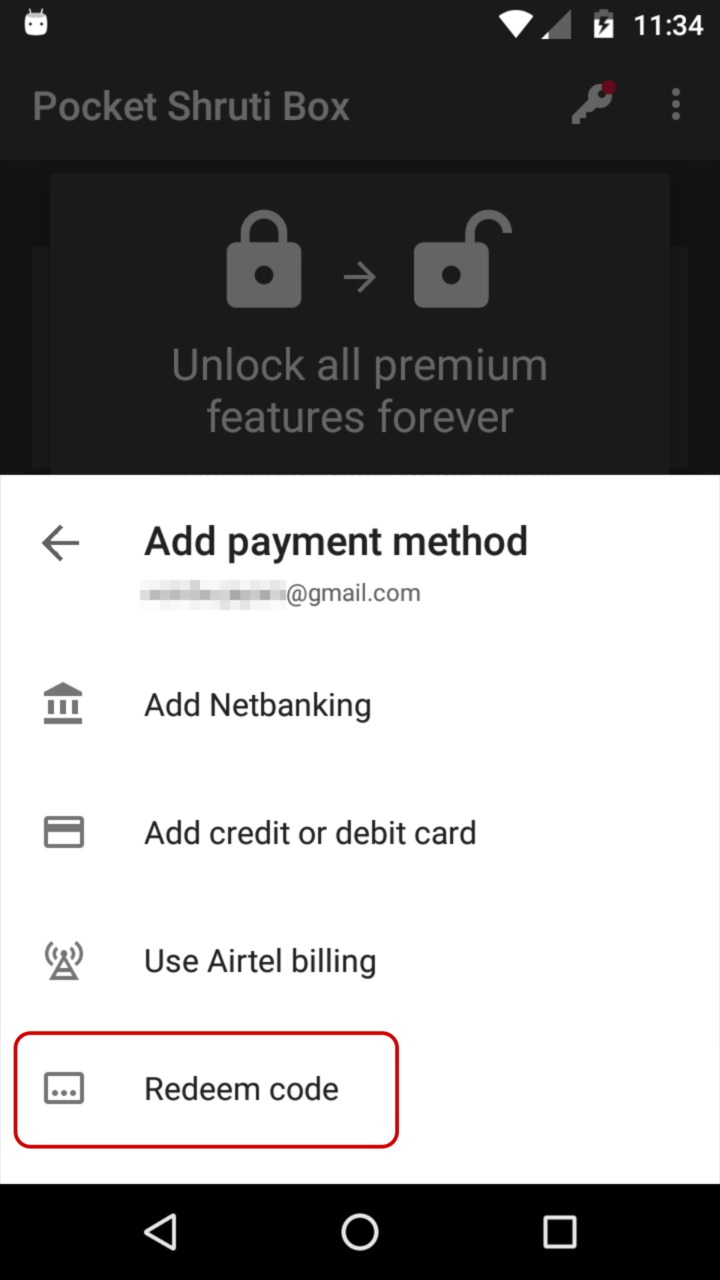 11:34
Pocket Shruti Box
Unlock all premium
features forever
Add payment method
@gmail.com
Add Netbanking
Add credit or debit card
Use Airtel billing
Redeem code